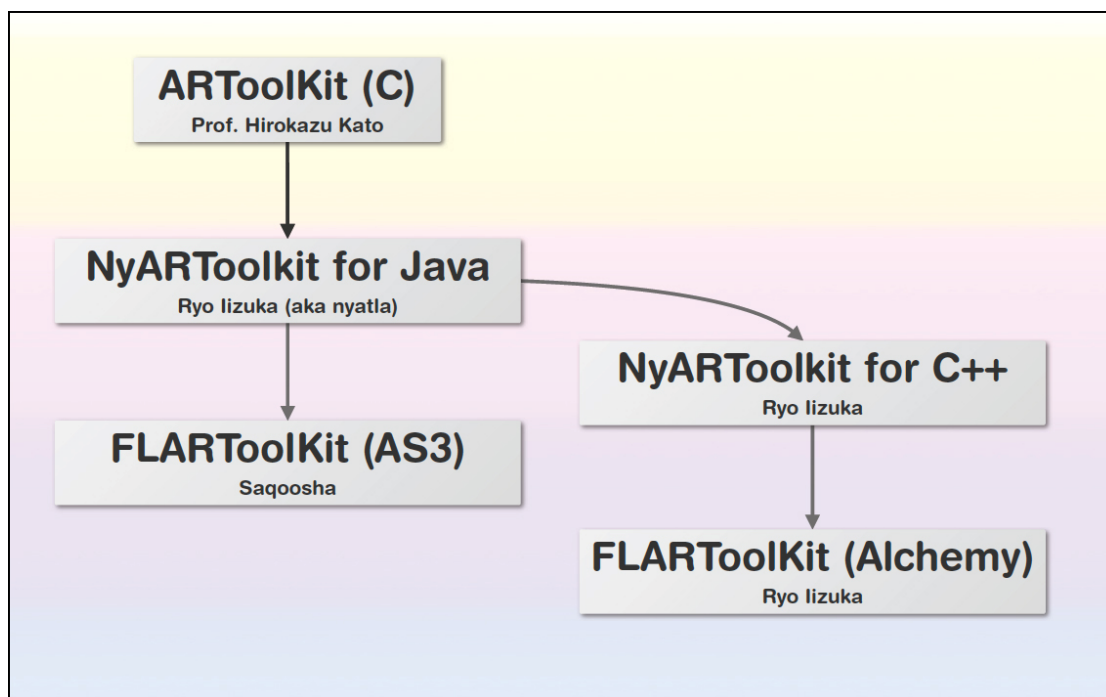 ARToolKit (C)
Prof. Hirokazu Kato
NyARToolkit for Java
Ryo Iizuka (aka nyatla)
NyARToolkit for C++
Ryo Iizuka
FLARToolKit (AS3)
Saqoosha
FLARToolKit (Alchemy)
Ryo Iizuka